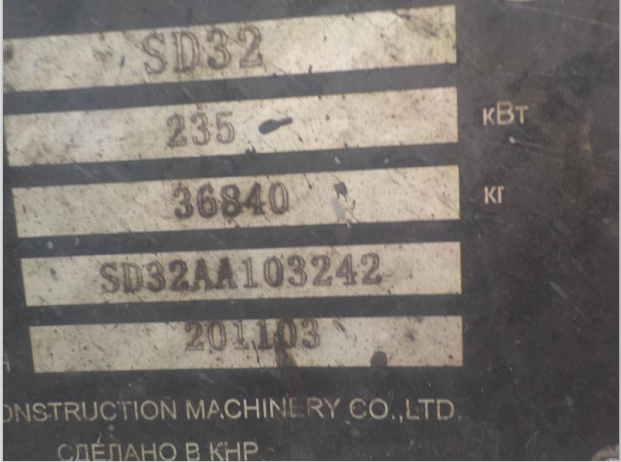 SD32
235 кВт
36840 кг
SD32AA103242
201103
ONSTRUCTION MACHINERY CO.,LTD.
СДЕЛАНО В КНР